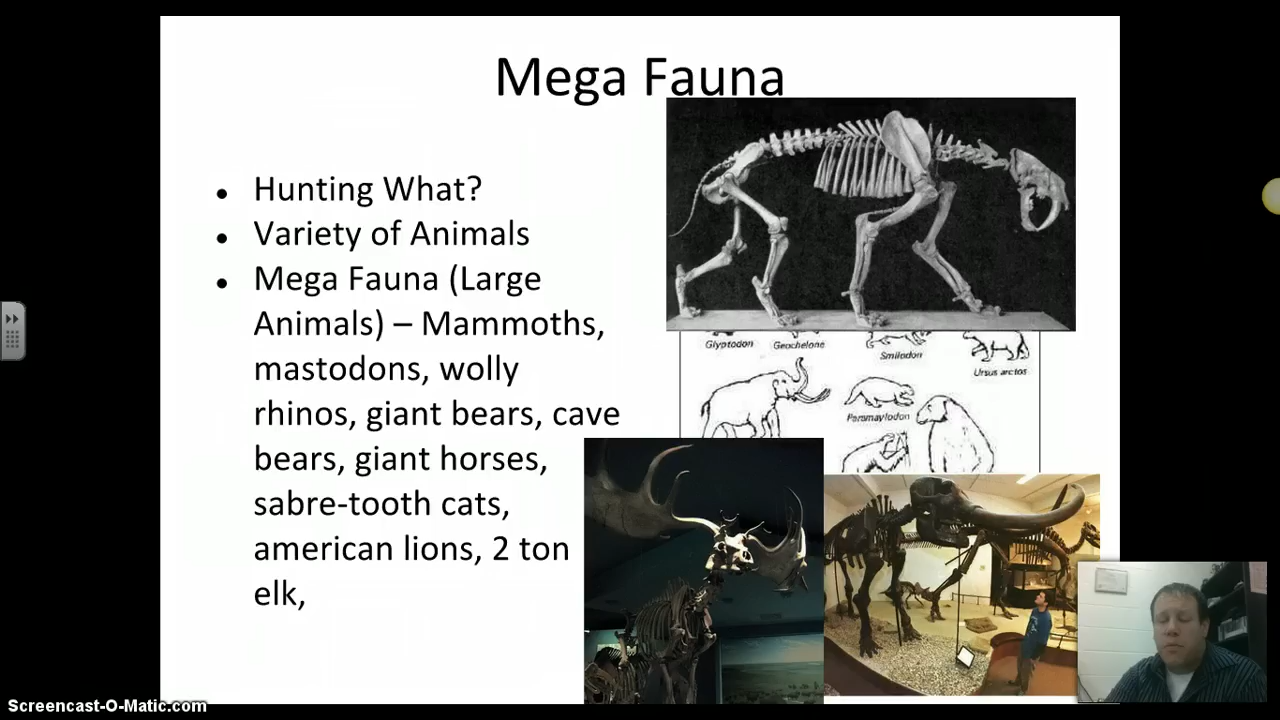 Mega Fauna
● Hunting What?
● Variety of Animals
● Mega Fauna (Large
Animals) – Mammoths,
mastodons, wolly
rhinos, giant bears, cave
bears, giant horses,
sabre-tooth cats,
american lions, 2 ton
elk,
Glyptodon Geochelone Smilodon
Ursus arctos
Screencast-O-Matic.com